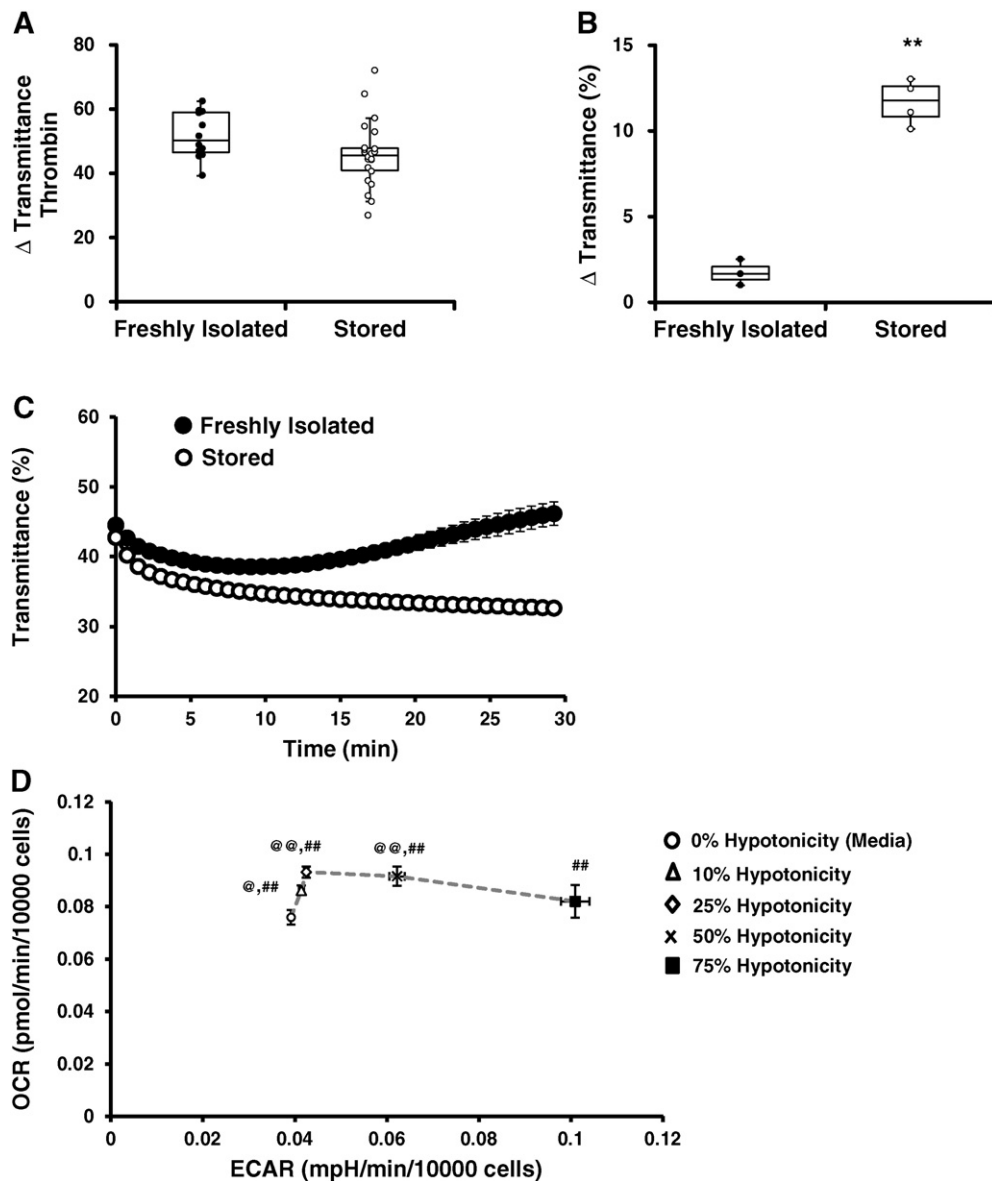 A
80
60
40
20
0
Δ Transmittance
Thrombin
Freshly Isolated
Stored
B
15
10
5
0
Δ Transmittance (%)
**
Freshly Isolated
Stored
C
60
50
40
30
20
Transmittance (%)
Freshly Isolated
Stored
0 5 10 15 20 25 30
Time (min)
D
0.12
0.1
0.08
0.06
0.04
0.02
0
OCR (pmol/min/10000 cells)
@@,## @@,## ##
@,##
0% Hypotonicity (Media)
10% Hypotonicity
25% Hypotonicity
50% Hypotonicity
75% Hypotonicity
0 0.02 0.04 0.06 0.08 0.1 0.12
ECAR (mpH/min/10000 cells)